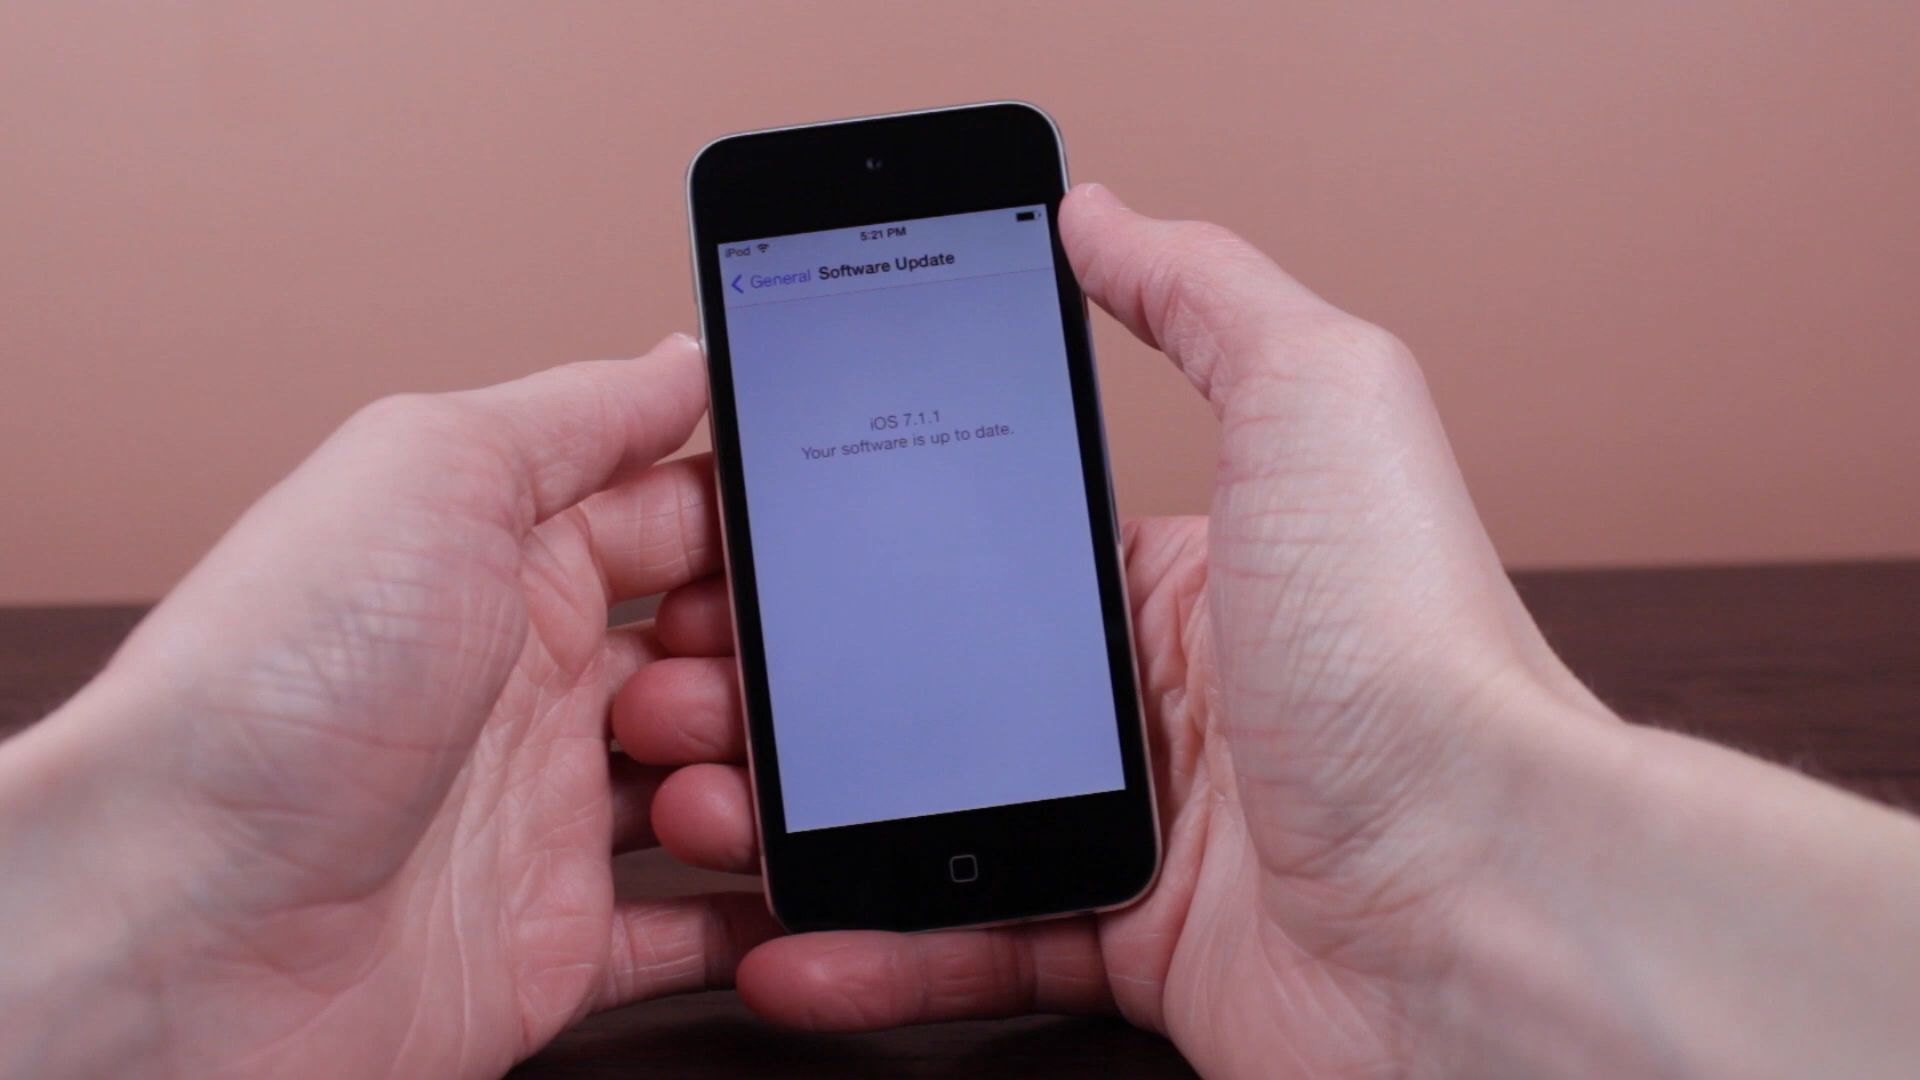 iPod 5:21 PM
General Software Update
iOS 7.1.1
Your software is up to date.